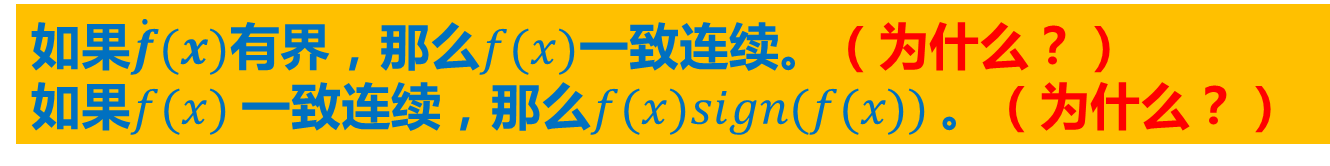 如果ḟ(x)有界，那么f(x)一致连续。（为什么？）
如果f(x) 一致连续，那么f(x)sign(f(x)) 。（为什么？）